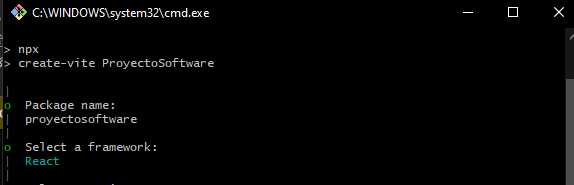 C:\WINDOWS\system32\cmd.exe
> npx
> create-vite ProyectoSoftware
|
o Package name:
| proyectosoftware
|
o Select a framework:
| React
|